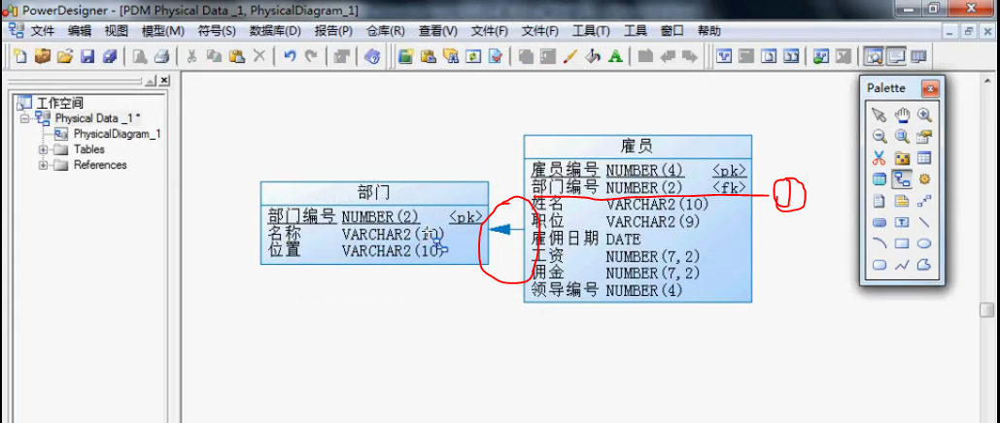 PowerDesigner - [PDM Physical Data _1, PhysicalDiagram_1]
文件 编辑 视图 模型(M) 符号(S) 数据库(D) 报告(P) 仓库(R) 查看(V) 文件(F) 文件(F) 工具(T) 工具 窗口 帮助
工作空间
Physical Data _1 *
PhysicalDiagram_1
Tables
References
部门
部门编号 NUMBER(2) <pk>
名称 VARCHAR2(10)
位置 VARCHAR2(10)
雇员
雇员编号 NUMBER(4) <pk>
部门编号 NUMBER(2) <fk>
姓名 VARCHAR2(10)
职位 VARCHAR2(9)
雇佣日期 DATE
工资 NUMBER(7,2)
佣金 NUMBER(7,2)
领导编号 NUMBER(4)
Palette